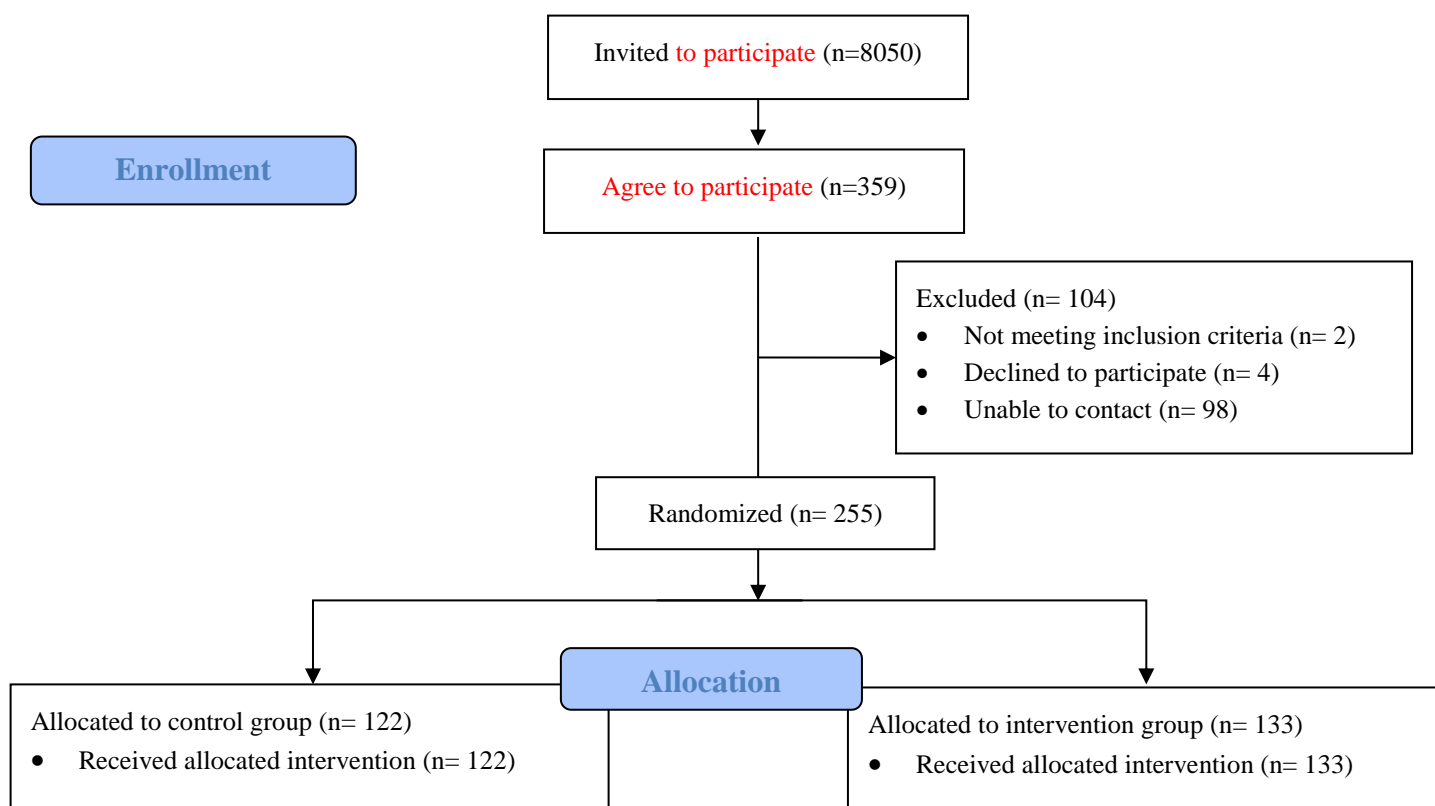 Invited to participate (n=8050)
Enrollment
Agree to participate (n=359)
Excluded (n= 104)
• Not meeting inclusion criteria (n= 2)
• Declined to participate (n= 4)
• Unable to contact (n= 98)
Randomized (n= 255)
Allocation
Allocated to control group (n= 122)
• Received allocated intervention (n= 122)
Allocated to intervention group (n= 133)
• Received allocated intervention (n= 133)